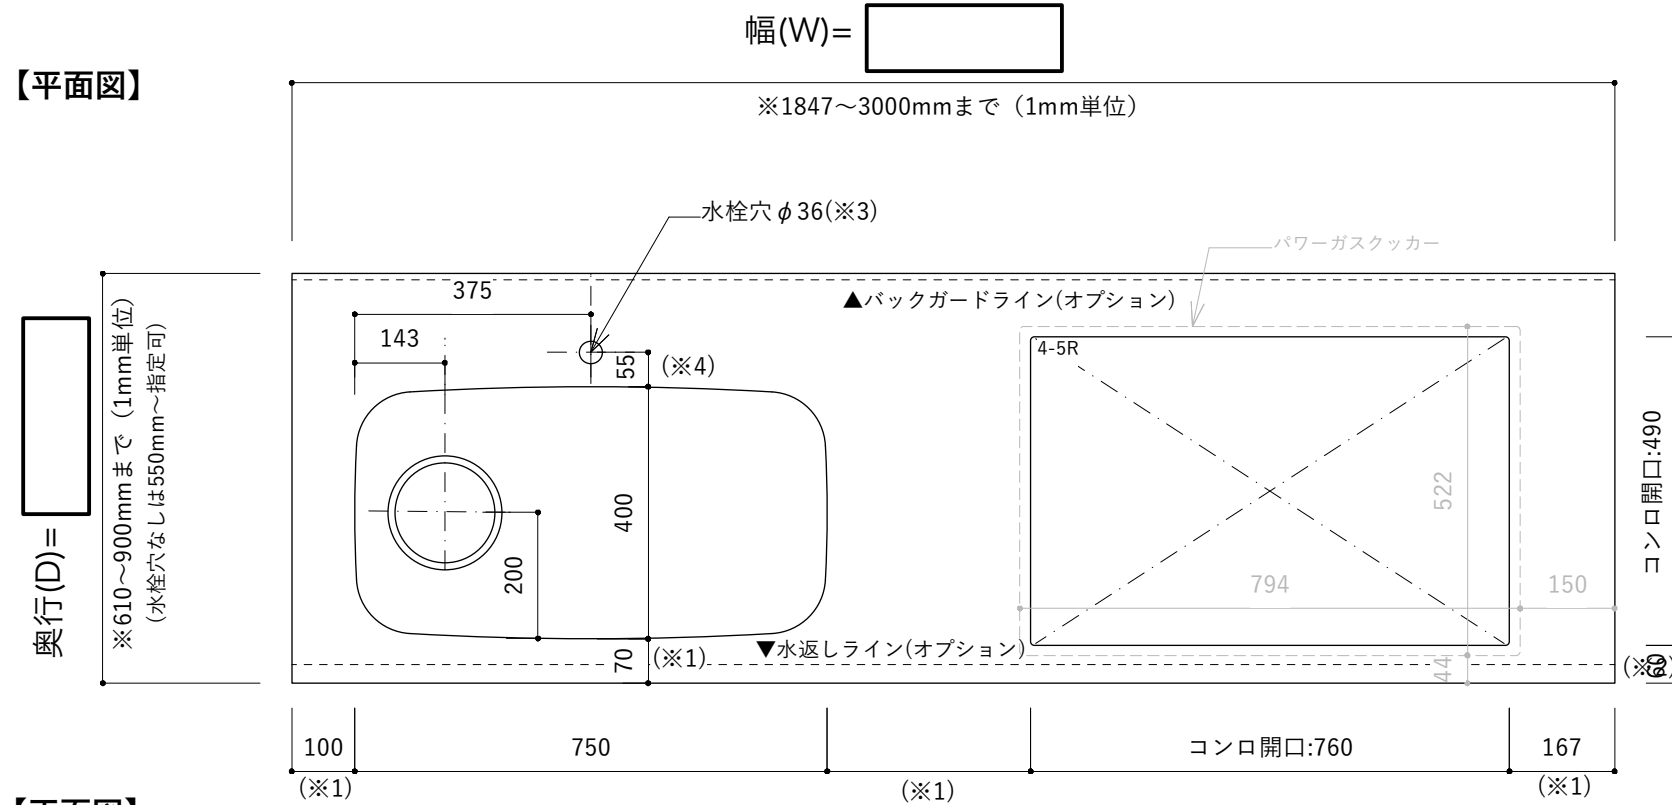 幅(W)=
【平面図】
※1847～3000mmまで（1mm単位）
水栓穴φ36(※3)
パワーガスクッカー
375
▲バックガードライン(オプション)
143
4-5R
55
(※4)
奥行(D)=
※610～900mmまで（1mm単位）
（水栓穴なしは550mm～指定可）
400
200
522
コンロ開口:490
794
150
▼水返しライン(オプション)
70
(※1)
44
100
750
コンロ開口:760
167
(※1)
(※1)
(※1)